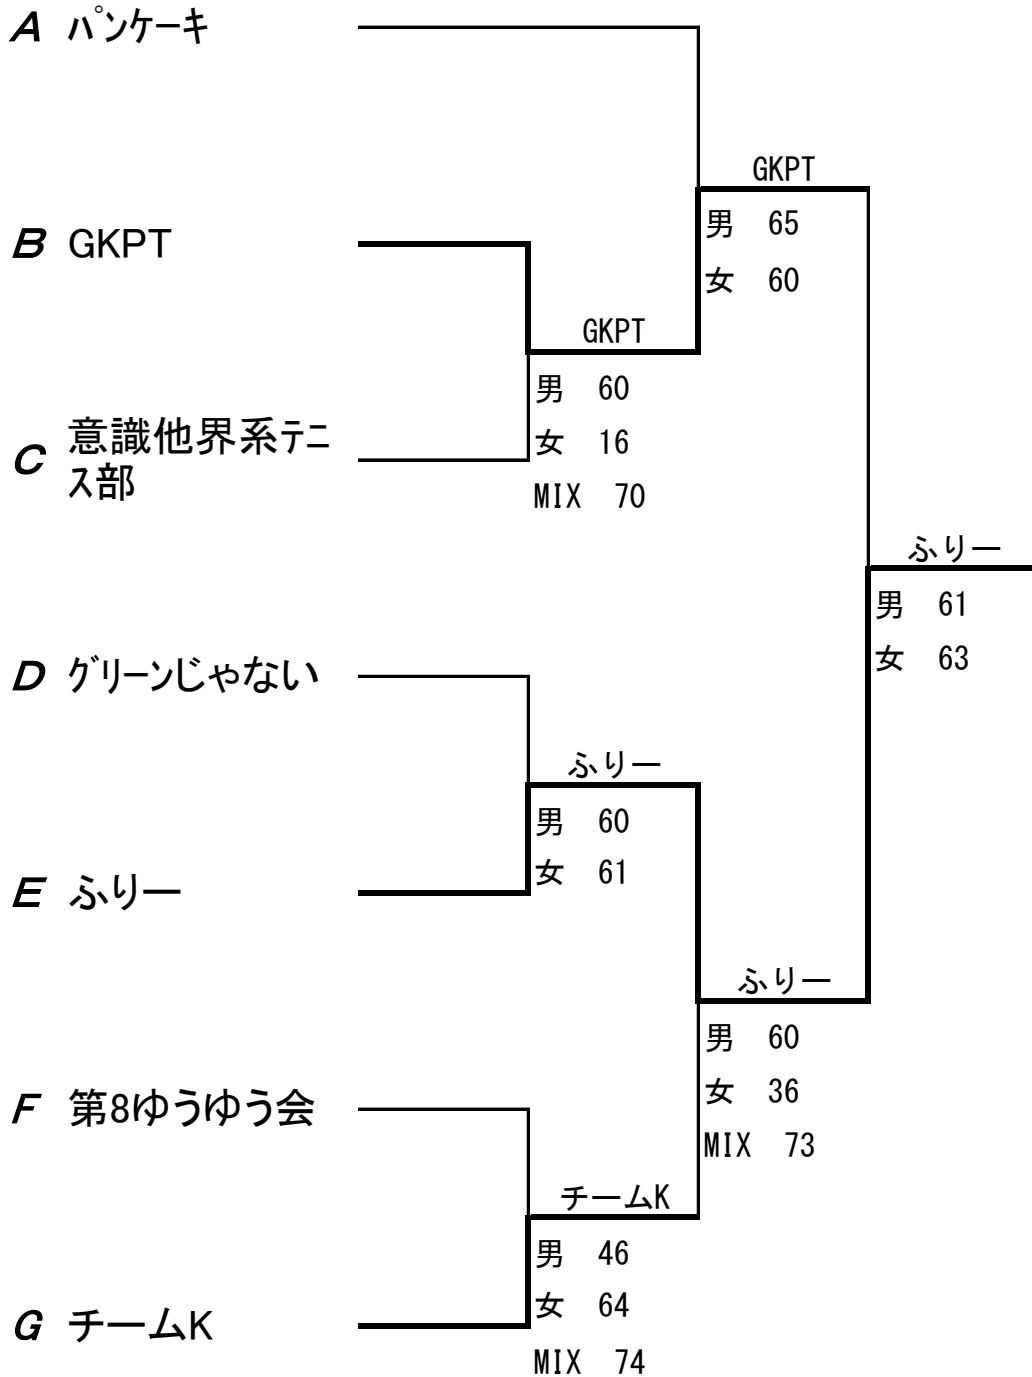 A パンケーキ
GKPT
男 65
女 60
B GKPT
GKPT
男 60
女 16
MIX 70
C 意識他界系テニ
ス部
ふりー
男 61
女 63
D グリーンじゃない
ふりー
男 60
女 61
E ふりー
ふりー
男 60
女 36
MIX 73
F 第8ゆうゆう会
チームK
男 46
女 64
MIX 74
G チームK